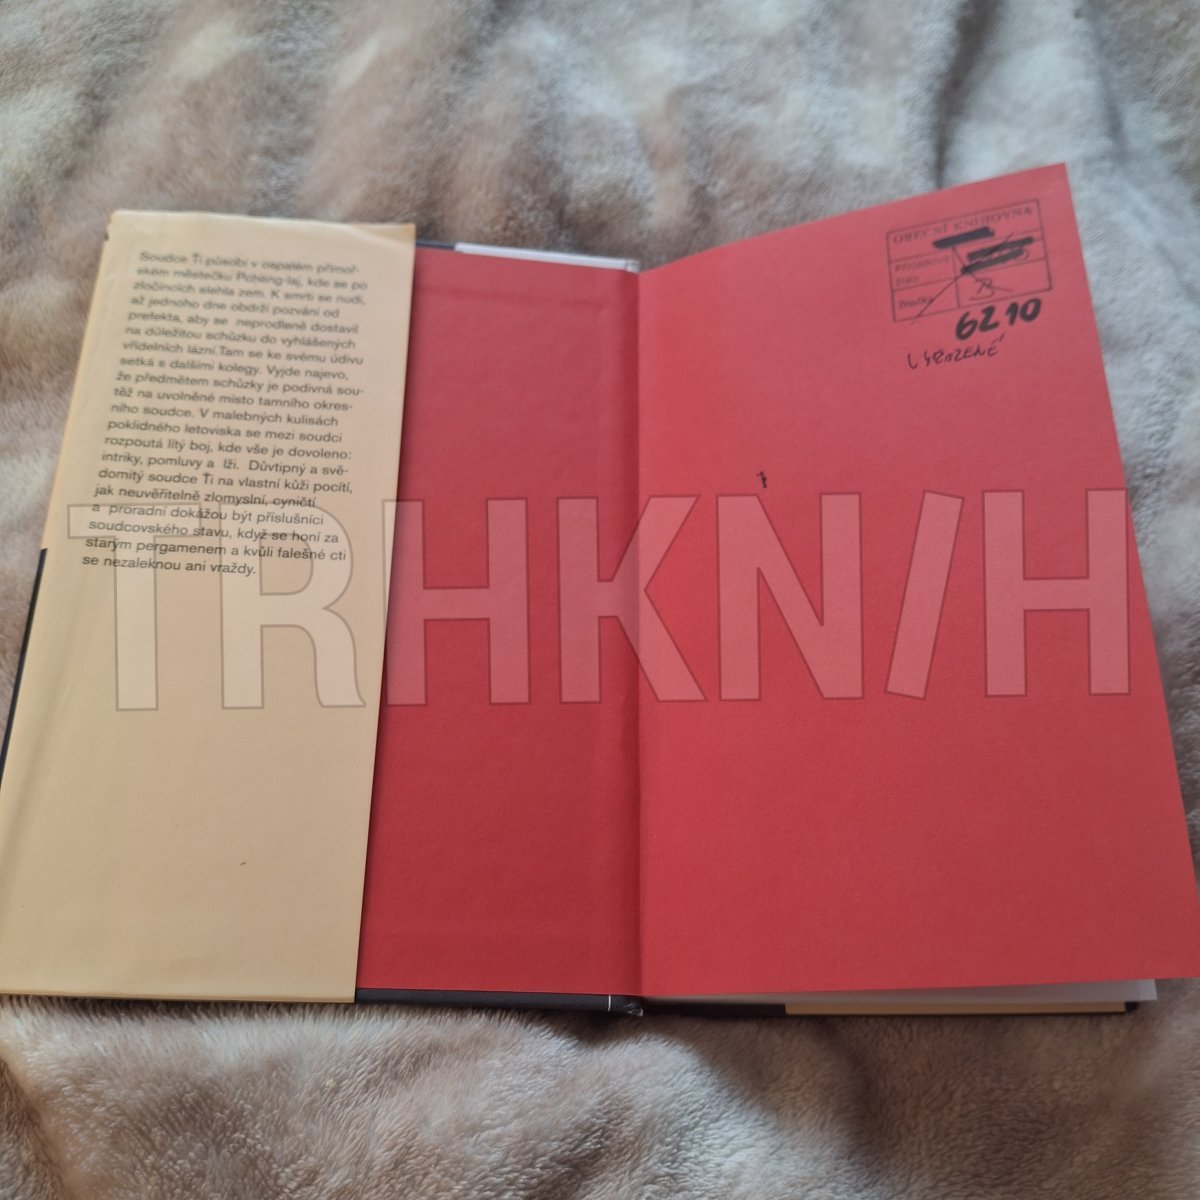 Soudce Ťi působí v ospalém přímoř-
ském městečku Pcheng-laj, kde se po
zločincích slehla zem. K smrti se nudí,
až jednoho dne obdrží pozvání od
prefekta, aby se neprodleně dostavil
na důležitou schůzku do vyhlášených
vřídelních lázní.Tam se ke svému údivu
setká s dalšími kolegy. Vyjde najevo,
že předmětem schůzky je podivná sou-
těž na uvolněné místo tamního okres-
ního soudce. V malebných kulisách
poklidného letoviska se mezi soudci
rozpoutá lítý boj, kde vše je dovoleno:
intriky, pomluvy a lži. Důvtipný a svě-
domitý soudce Ťi na vlastní kůži pocítí,
jak neuvěřitelně zlomyslní, cyničtí
a proradní dokážou být příslušníci
soudcovského stavu, když se honí za
starým pergamenem a kvůli falešné cti
se nezaleknou ani vraždy.
OBECNÍ KNIHOVNA
číslo
značka
B
6210
TRHKNIH